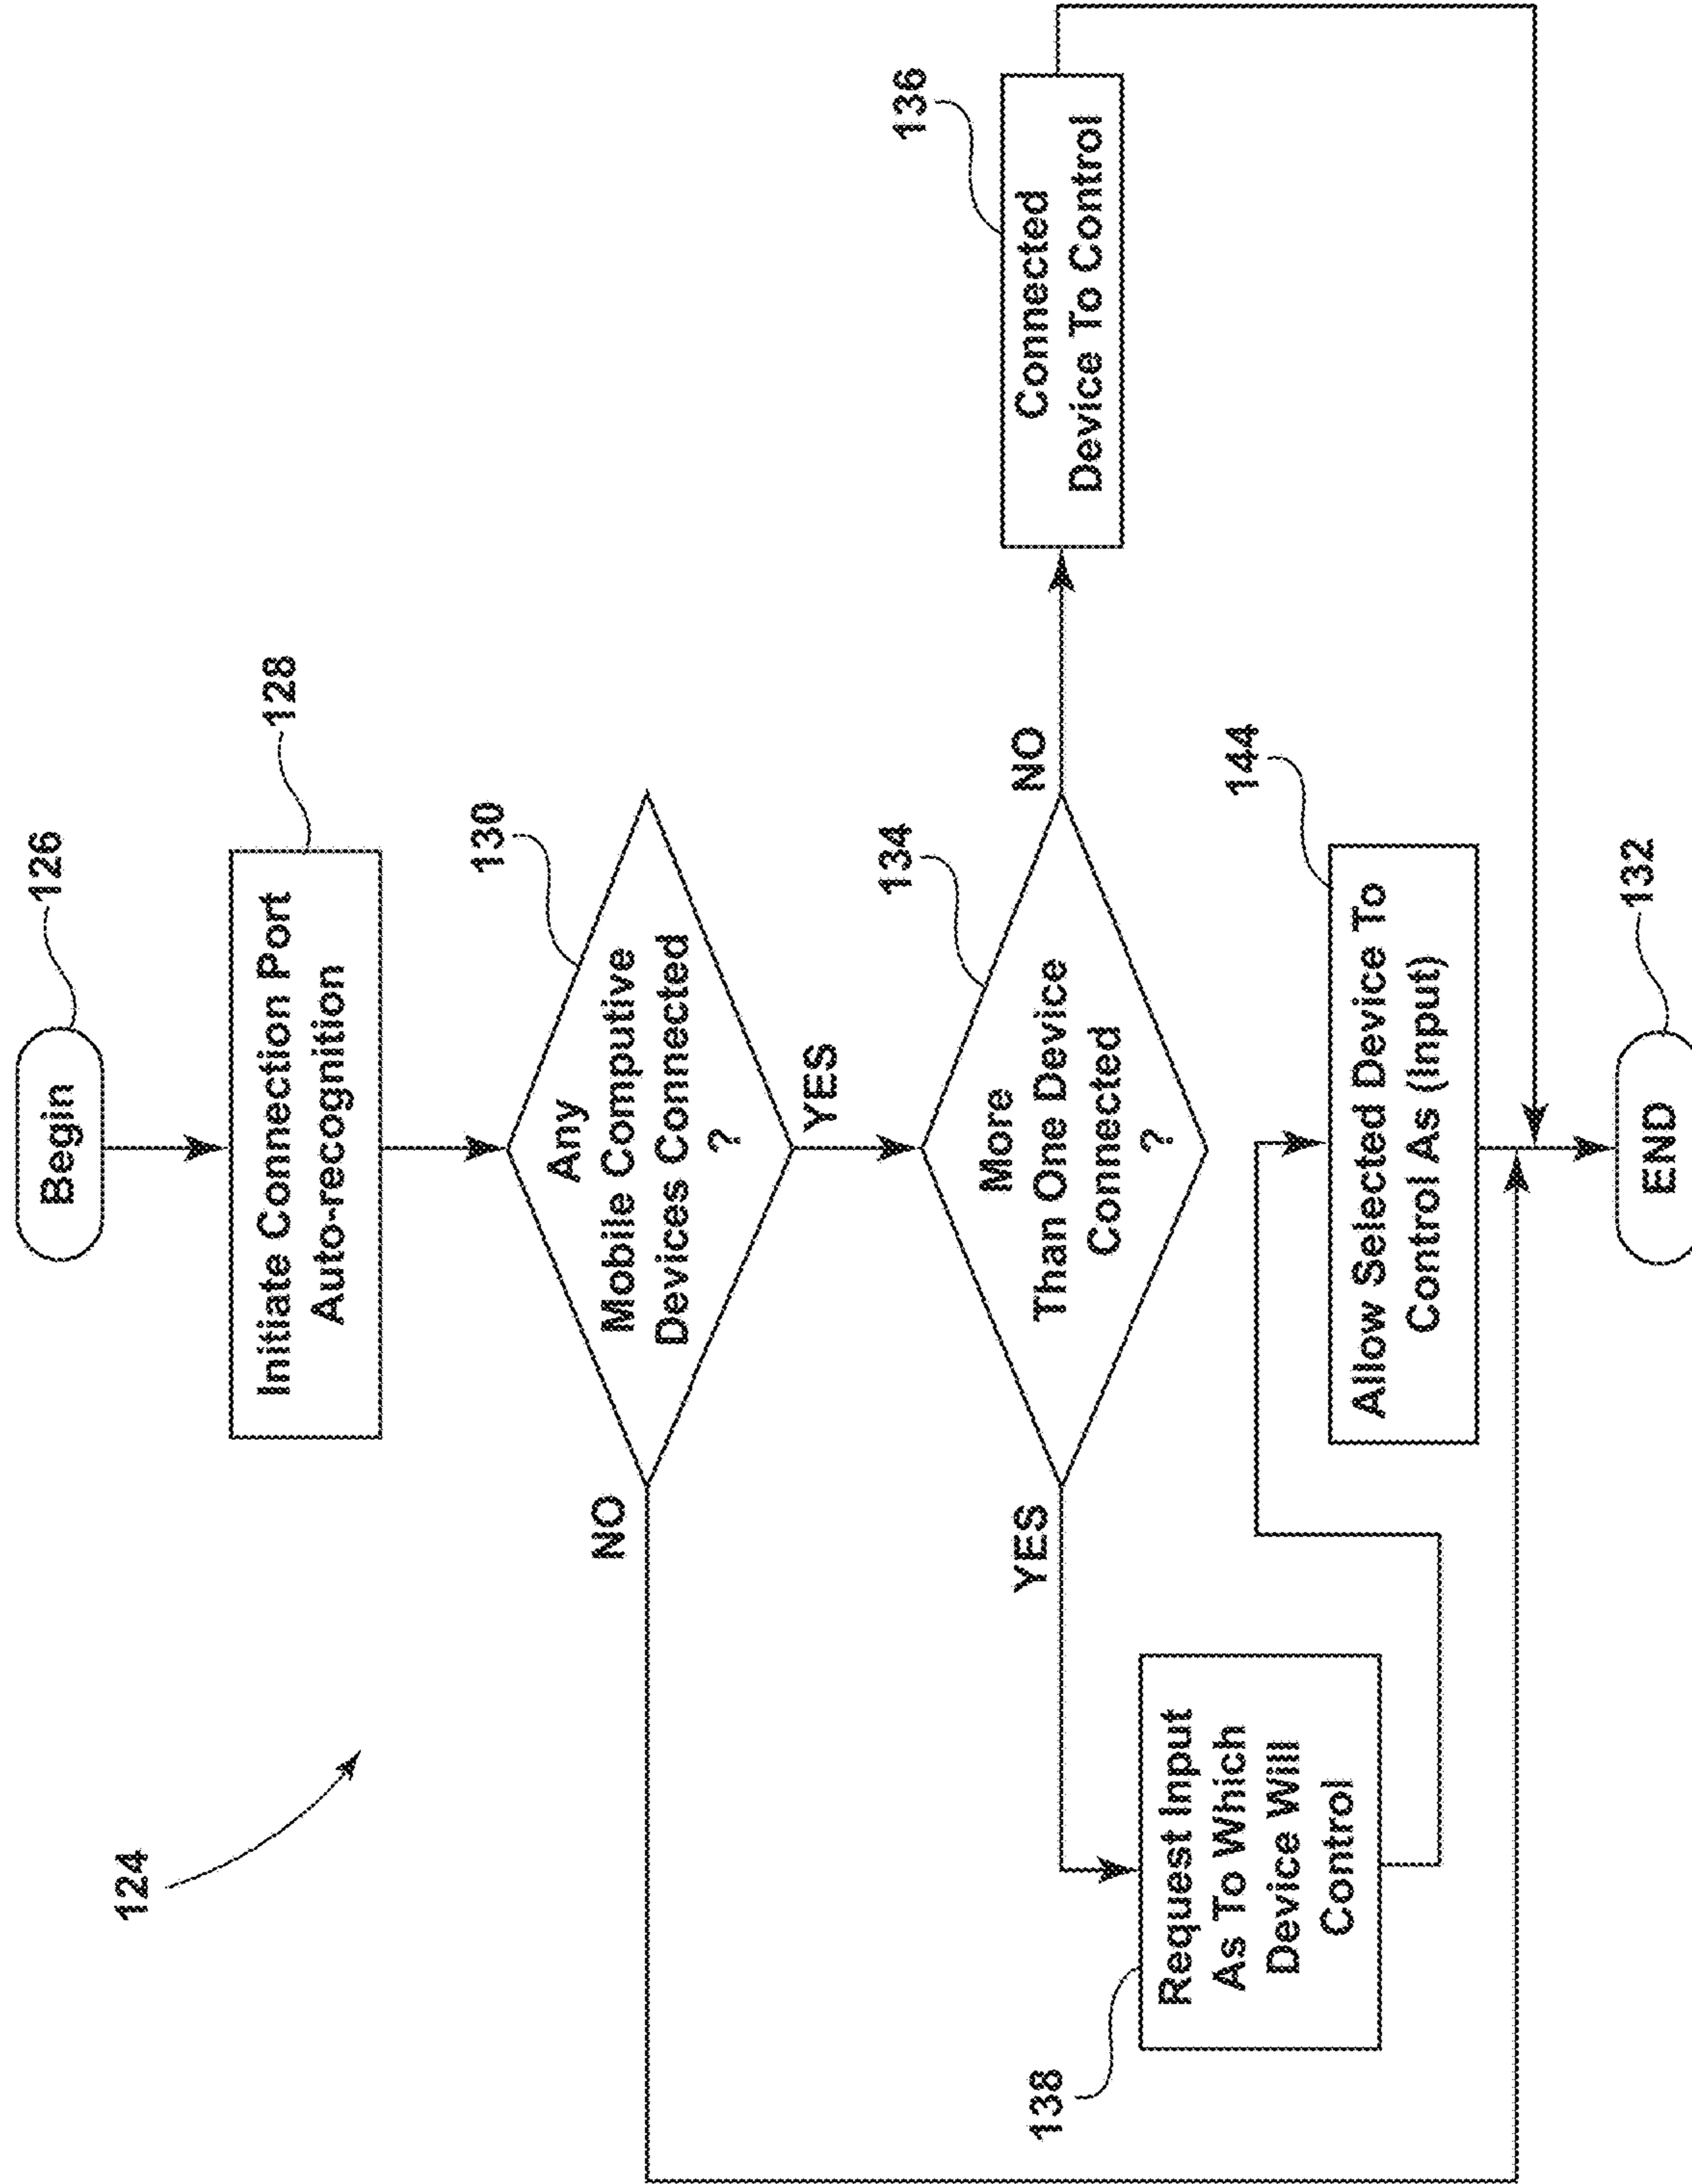 124
Begin
126
Initiate Connection Port
Auto-recognition
128
Any
Mobile Computive
Devices Connected
?
130
NO
YES
More
Than One Device
Connected
?
134
YES
NO
Connected
Device To Control
136
Request Input
As To Which
Device Will
Control
138
Allow Selected Device To
Control As (Input)
144
END
132